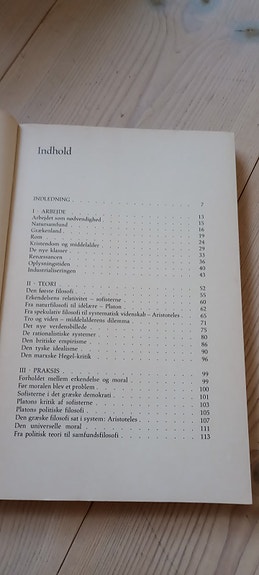 Indhold
INDLEDNING 7
I · ARBEJDE 13
Arbejdet som nødvendighed 15
Natursamfund 16
Grækenland 19
Rom 24
Kristendom og middelalder 29
De nye klasser 33
Renæssancen 36
Oplysningstiden 40
Industrialiseringen 43
II · TEORI 52
Den første filosofi 55
Erkendelsens relativitet – sofisterne 60
Fra naturfilosofi til idélære – Platon 62
Fra spekulativ filosofi til systematisk videnskab – Aristoteles 65
Tro og viden – middelalderens dilemma 71
Det nye verdensbillede 75
De rationalistiske systemer 80
Den britiske empirisme 86
Den tyske idealisme 90
Den marxske Hegel-kritik 96
III · PRAKSIS 99
Forholdet mellem erkendelse og moral 99
Før moralen blev et problem 100
Sofisterne i det græske demokrati 101
Platons kritik af sofisterne 103
Platons politiske filosofi 105
Den græske filosofi sat i system: Aristoteles 107
Den universelle moral 111
Fra politisk teori til samfundsfilosofi 113